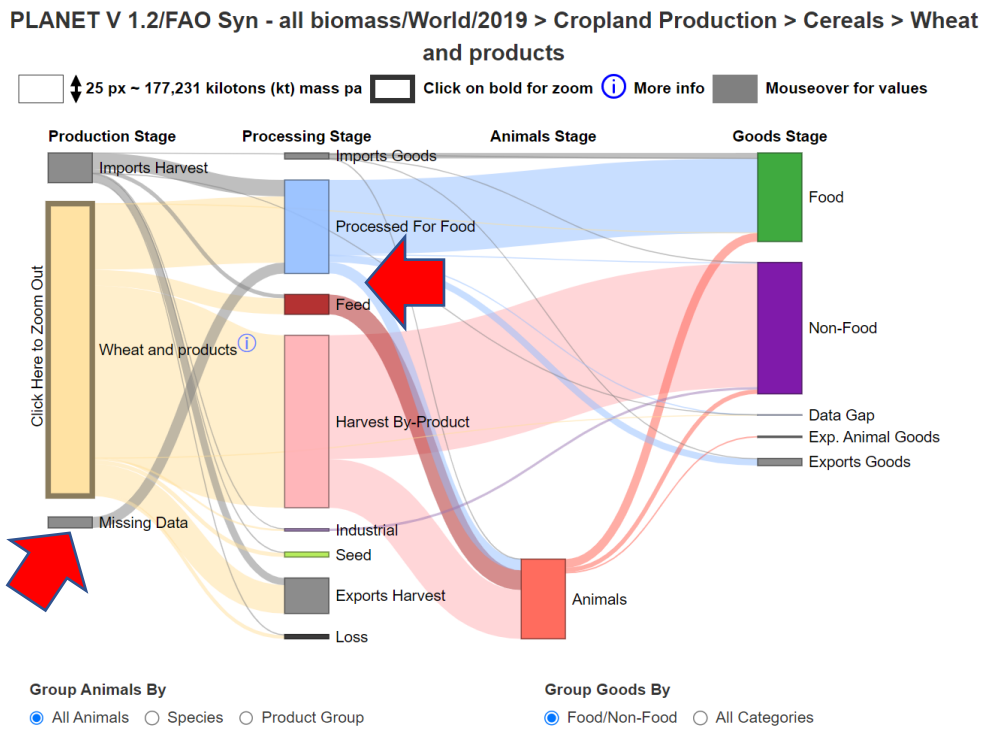 PLANET V 1.2/FAO Syn - all biomass/World/2019 > Cropland Production > Cereals > Wheat
and products
25 px ~ 177,231 kilotons (kt) mass pa
Click on bold for zoom
i
More info
Mouseover for values
Production Stage
Processing Stage
Animals Stage
Goods Stage
Imports Harvest
Imports Goods
Food
Processed For Food
Click Here to Zoom Out
Feed
Non-Food
Wheat and products
i
Harvest By-Product
Data Gap
Exp. Animal Goods
Exports Goods
Missing Data
Industrial
Seed
Exports Harvest
Animals
Loss
Group Animals By
Group Goods By
All Animals
Species
Product Group
Food/Non-Food
All Categories